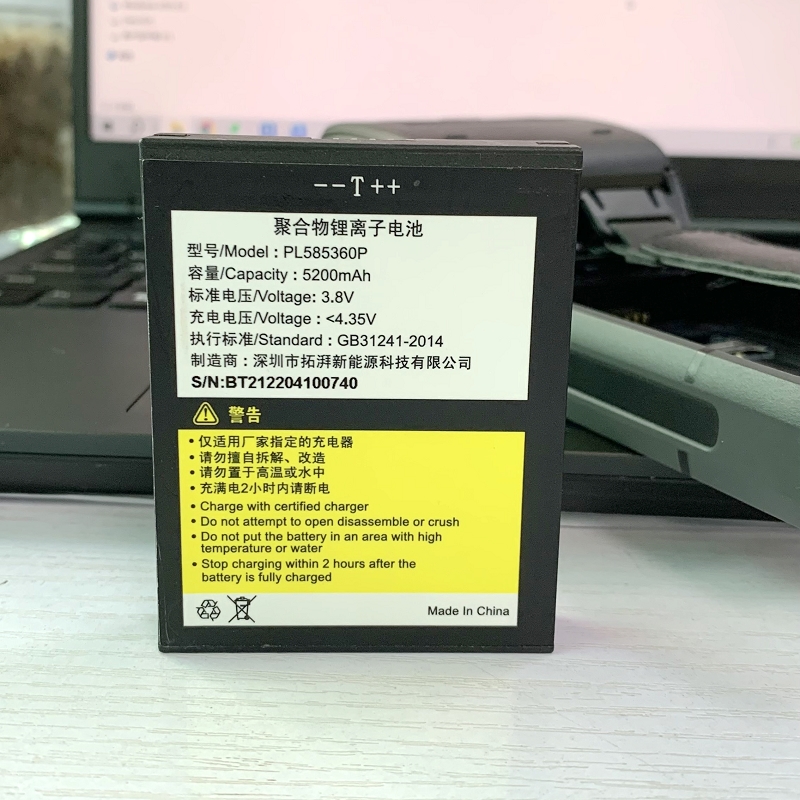 --T++
聚合物锂离子电池
型号/Model：PL585360P
容量/Capacity：5200mAh
标准电压/Voltage: 3.8V
充电电压/Voltage：<4.35V
执行标准/Standard：GB31241-2014
制造商：深圳市拓湃新能源科技有限公司
S/N:BT212204100740
警告
• 仅适用厂家指定的充电器
• 请勿擅自拆解、改造
• 请勿置于高温或水中
• 充满电2小时内请断电
• Charge with certified charger
• Do not attempt to open disassemble or crush
• Do not put the battery in an area with high
temperature or water
• Stop charging within 2 hours after the
battery is fully charged
Made In China